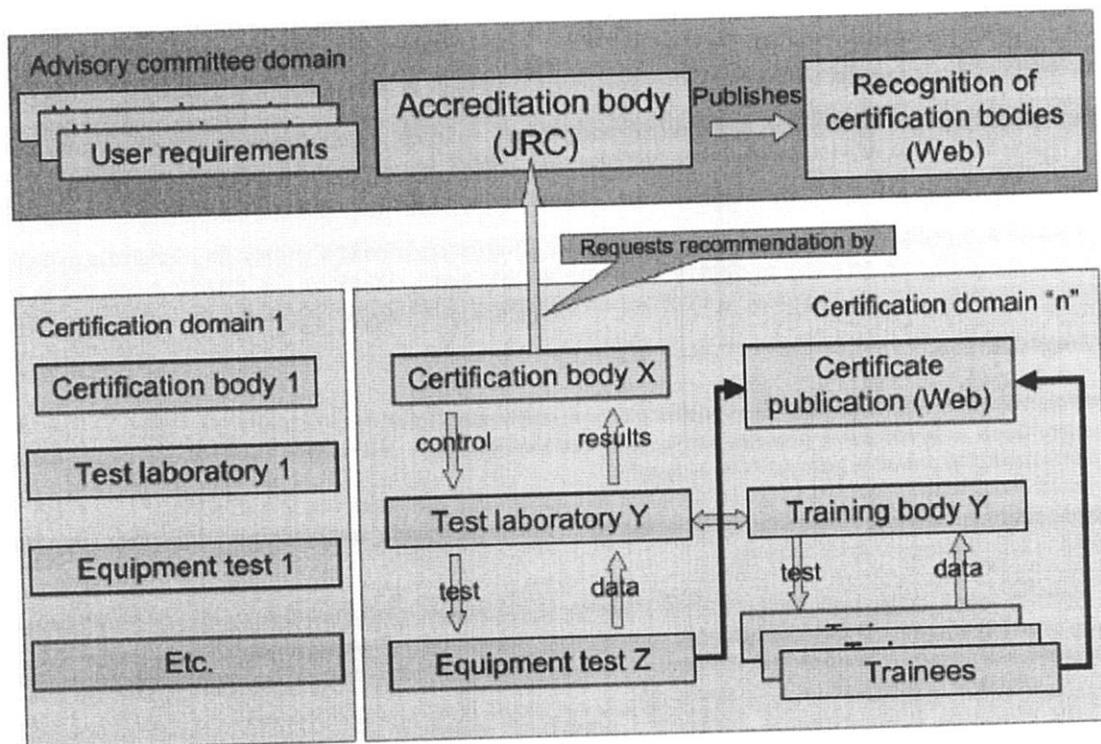 Advisory committee domain
User requirements
Accreditation body
(JRC)
Publishes
Recognition of
certification bodies
(Web)
Requests recommendation by
Certification domain 1
Certification body 1
Test laboratory 1
Equipment test 1
Etc.
Certification domain "n"
Certification body X
control
results
Test laboratory Y
test
data
Equipment test Z
Certificate
publication (Web)
Training body Y
test
data
Trainees